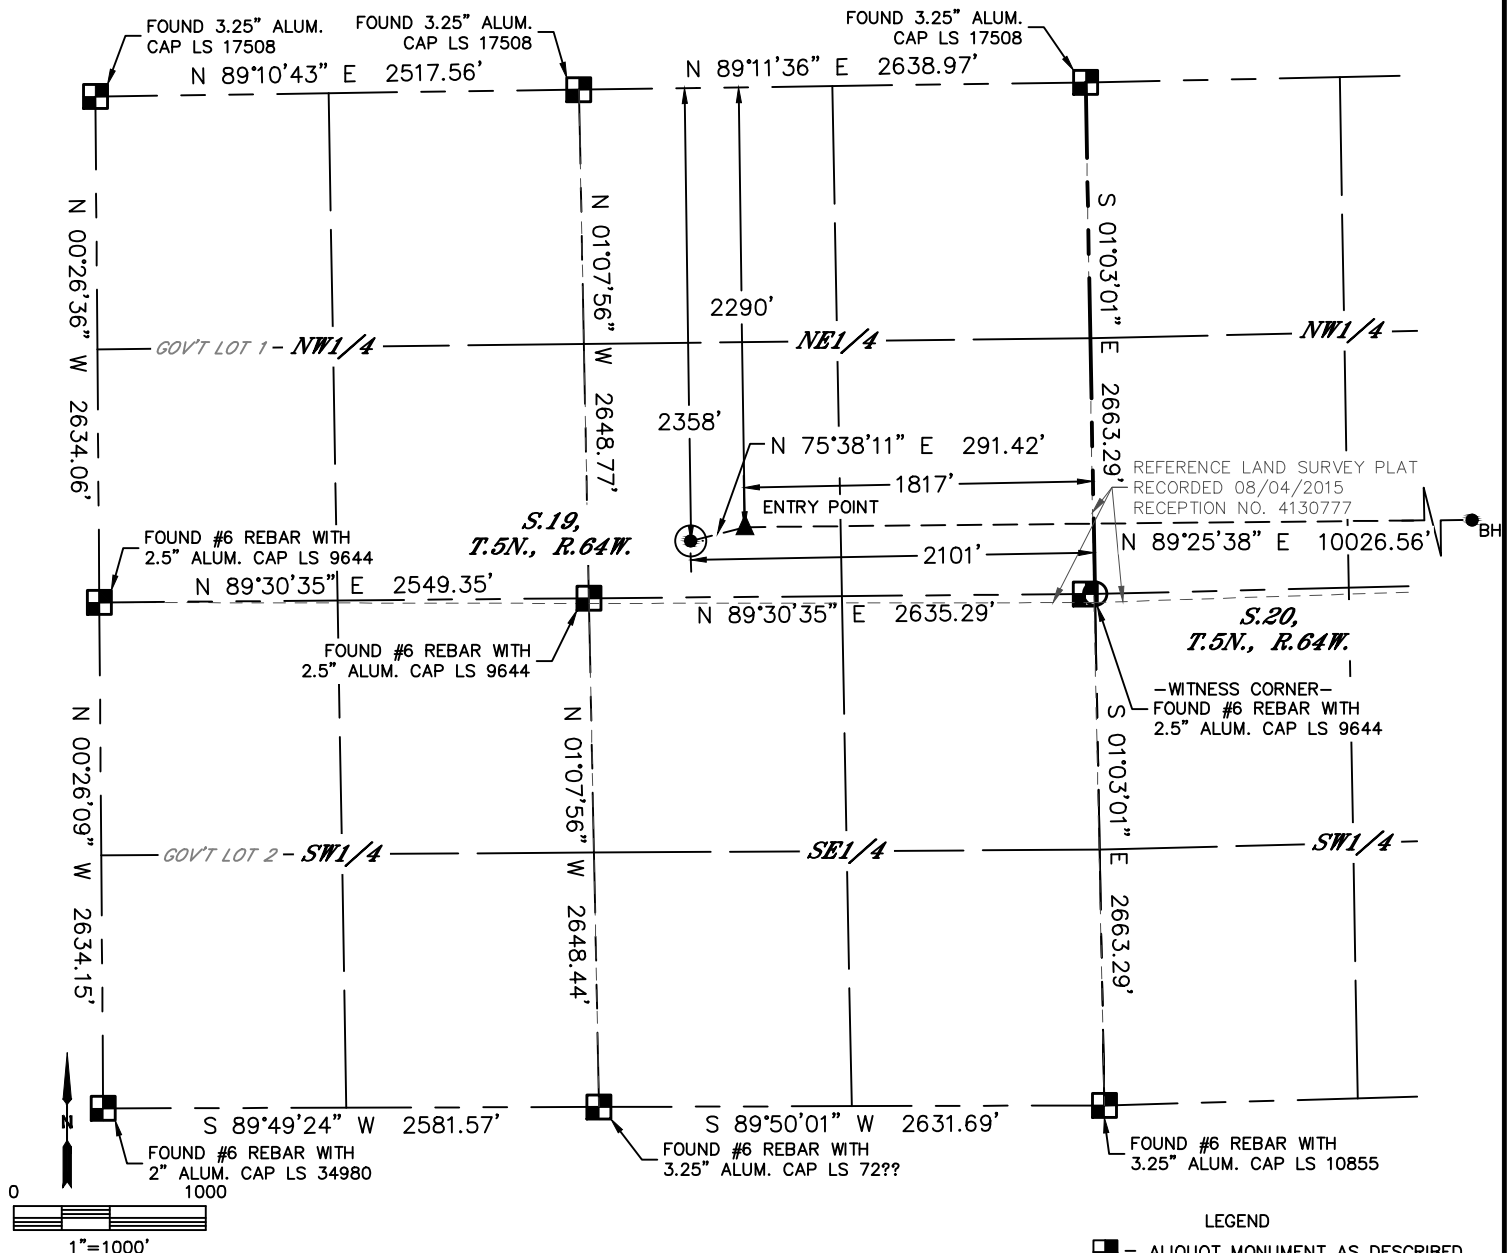 FOUND 3.25" ALUM.
CAP LS 17508
FOUND 3.25" ALUM.
CAP LS 17508
FOUND 3.25" ALUM.
CAP LS 17508
N 89°10'43" E 2517.56'
N 89°11'36" E 2638.97'
N 00°26'36" W 2634.06'
N 01°07'56" W 2648.77'
S 01°03'01" E 2663.29'
2290'
GOV'T LOT 1 - NW1/4
NE1/4
NW1/4
2358'
N 75°38'11" E 291.42'
1817'
REFERENCE LAND SURVEY PLAT
RECORDED 08/04/2015
RECEPTION NO. 4130777
ENTRY POINT
S.19,
T.5N., R.64W.
BH
FOUND #6 REBAR WITH
2.5" ALUM. CAP LS 9644
2101'
N 89°25'38" E 10026.56'
N 89°30'35" E 2549.35'
N 89°30'35" E 2635.29'
S.20,
T.5N., R.64W.
FOUND #6 REBAR WITH
2.5" ALUM. CAP LS 9644
-WITNESS CORNER-
FOUND #6 REBAR WITH
2.5" ALUM. CAP LS 9644
N 00°26'09" W 2634.15'
N 01°07'56" W 2648.44'
S 01°03'01" E 2663.29'
GOV'T LOT 2 - SW1/4
SE1/4
SW1/4
N
S 89°49'24" W 2581.57'
S 89°50'01" W 2631.69'
FOUND #6 REBAR WITH
2" ALUM. CAP LS 34980
FOUND #6 REBAR WITH
3.25" ALUM. CAP LS 72??
FOUND #6 REBAR WITH
3.25" ALUM. CAP LS 10855
0 1000
1"=1000'
LEGEND
- ALIQUOT MONUMENT AS DESCRIBED